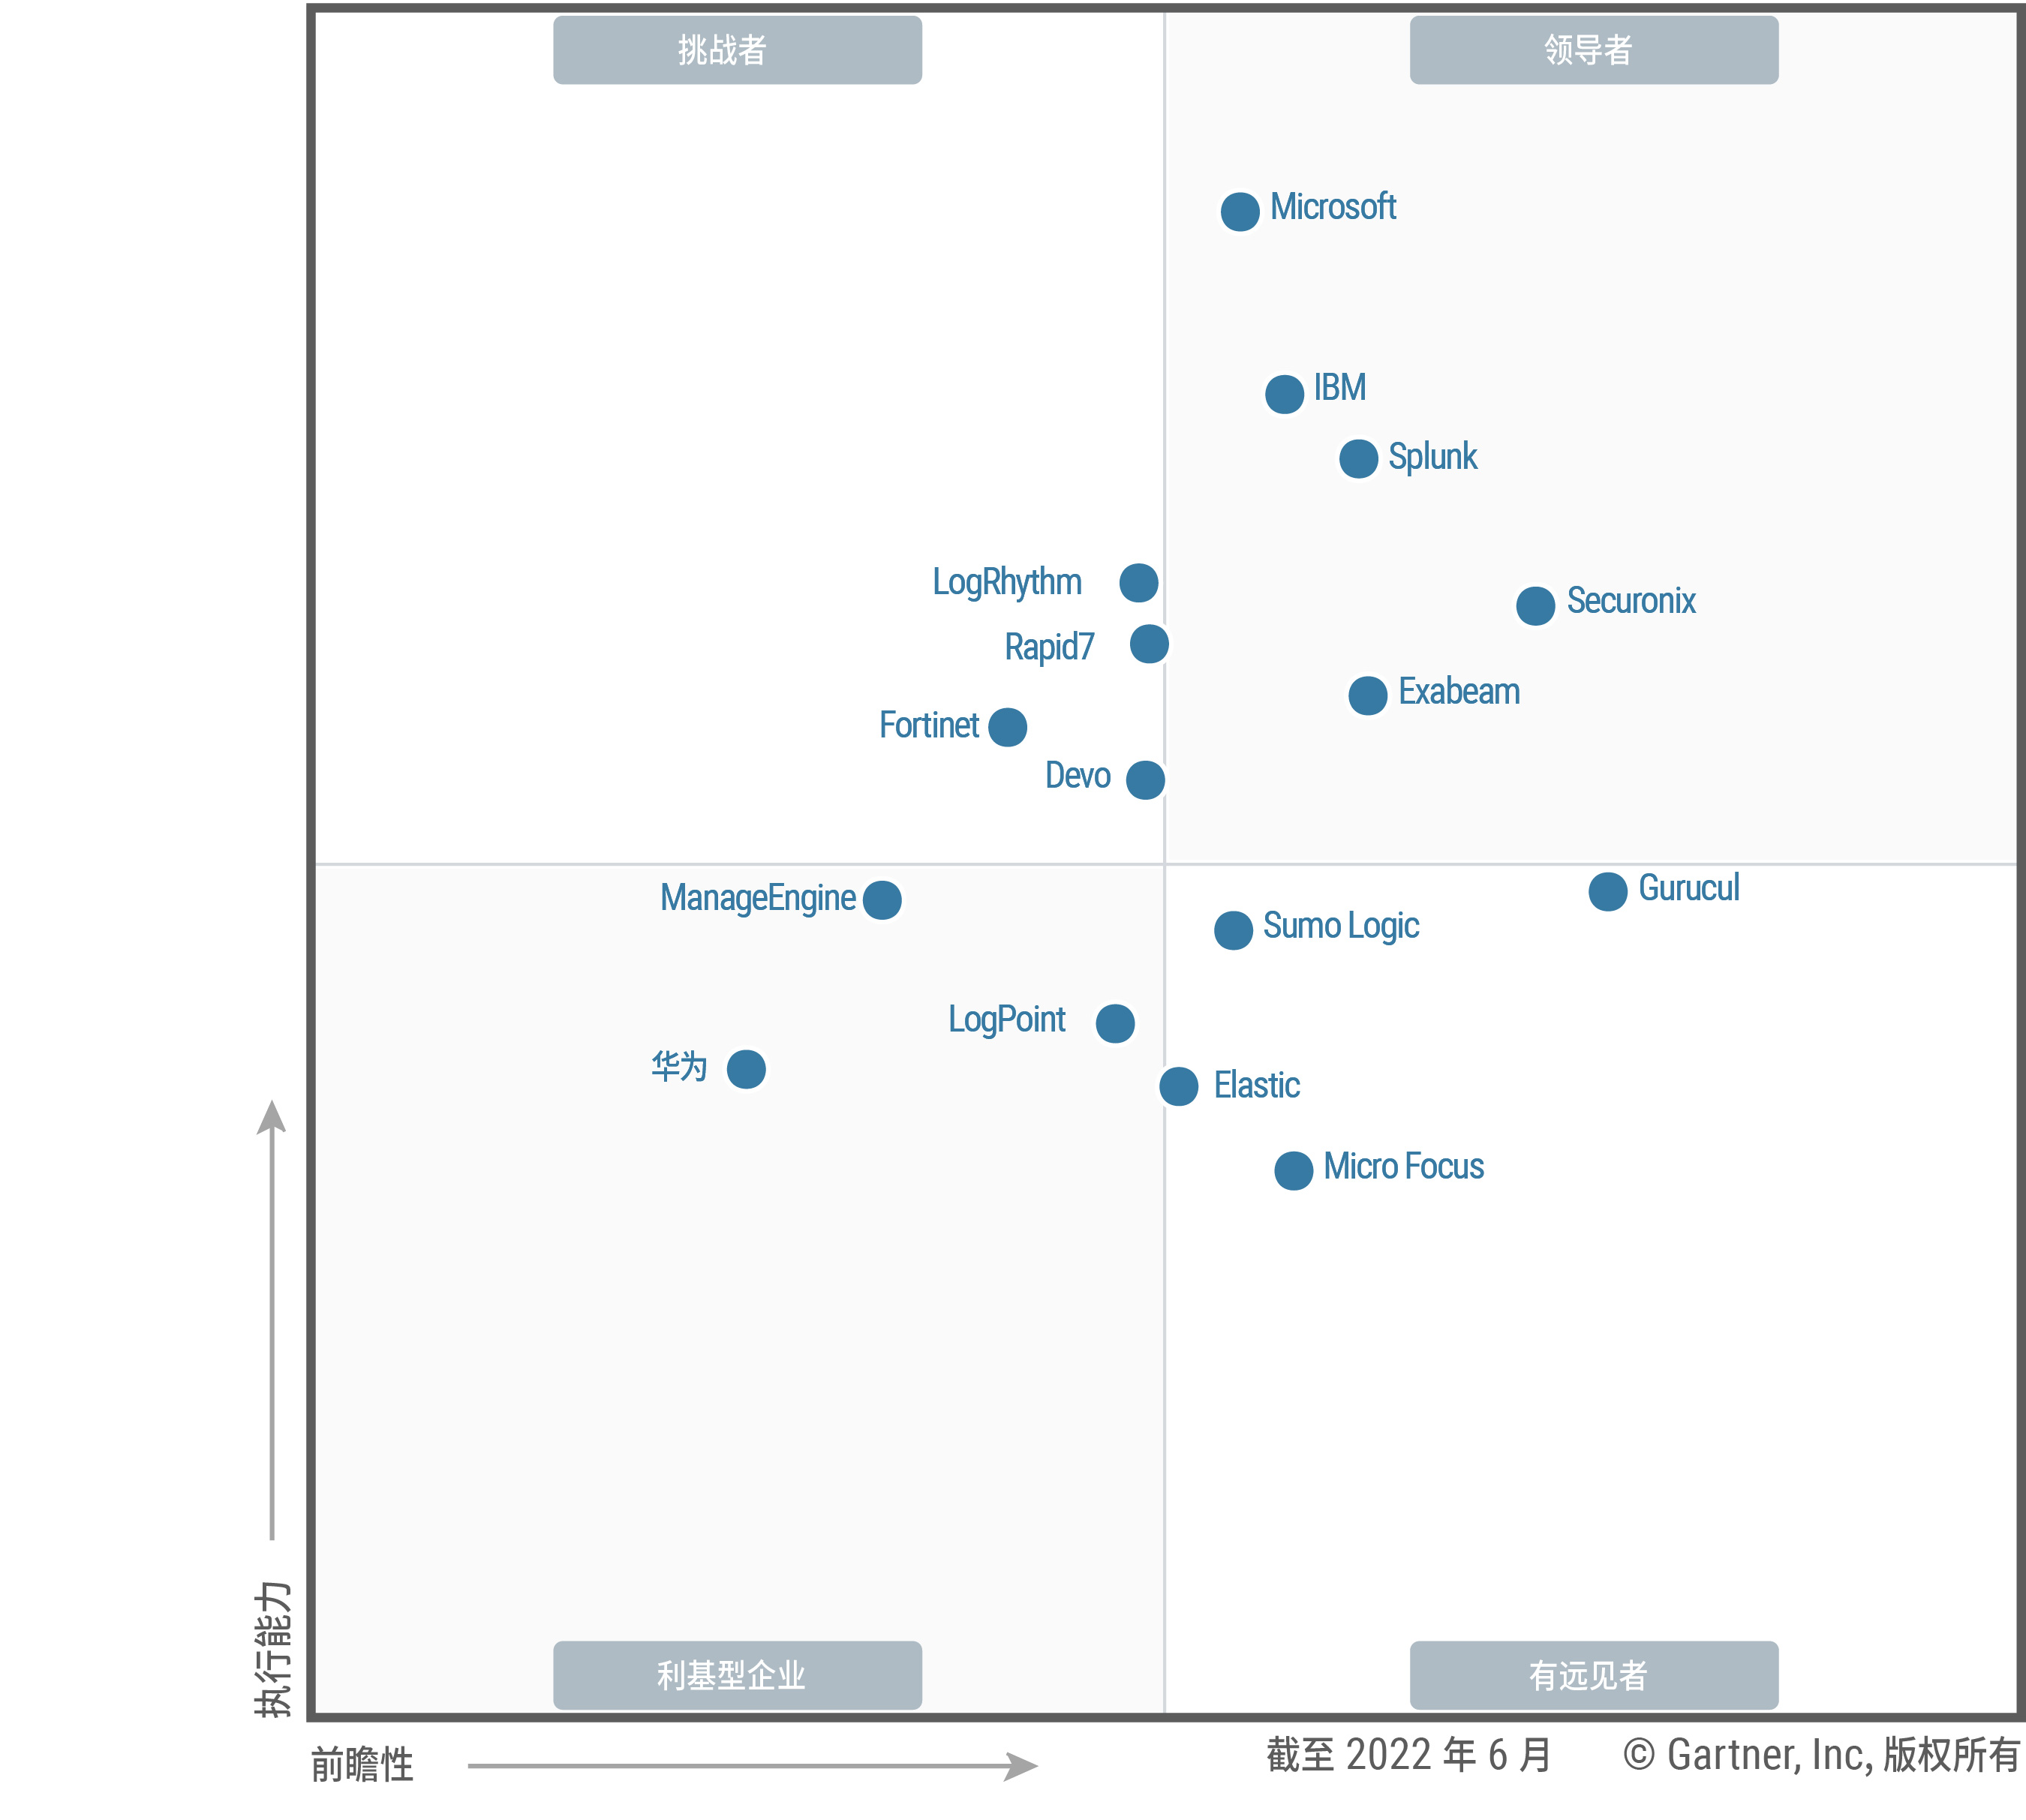 挑战者
领导者
Microsoft
IBM
Splunk
LogRhythm
Securonix
Rapid7
Exabeam
Fortinet
Devo
ManageEngine
Gurucul
Sumo Logic
LogPoint
华为
Elastic
Micro Focus
执行能力
利基型企业
有远见者
前瞻性
截至 2022 年 6 月
© Gartner, Inc, 版权所有